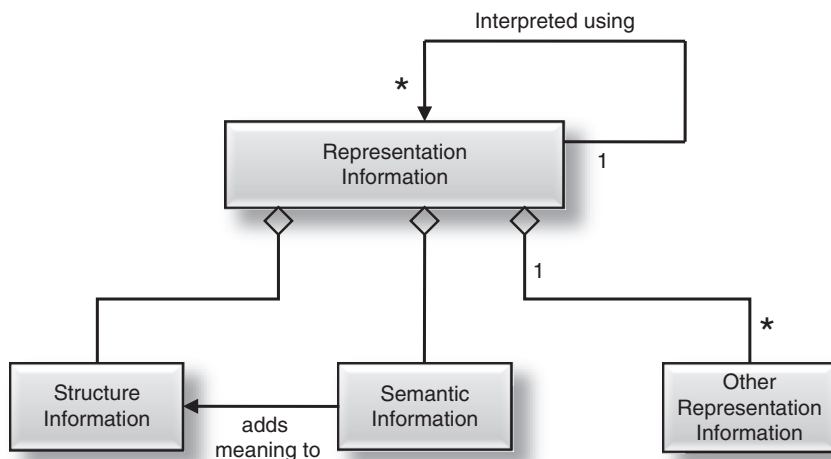 Interpreted using
*
Representation
Information
1
1
*
Structure
Information
Semantic
Information
Other
Representation
Information
adds
meaning to